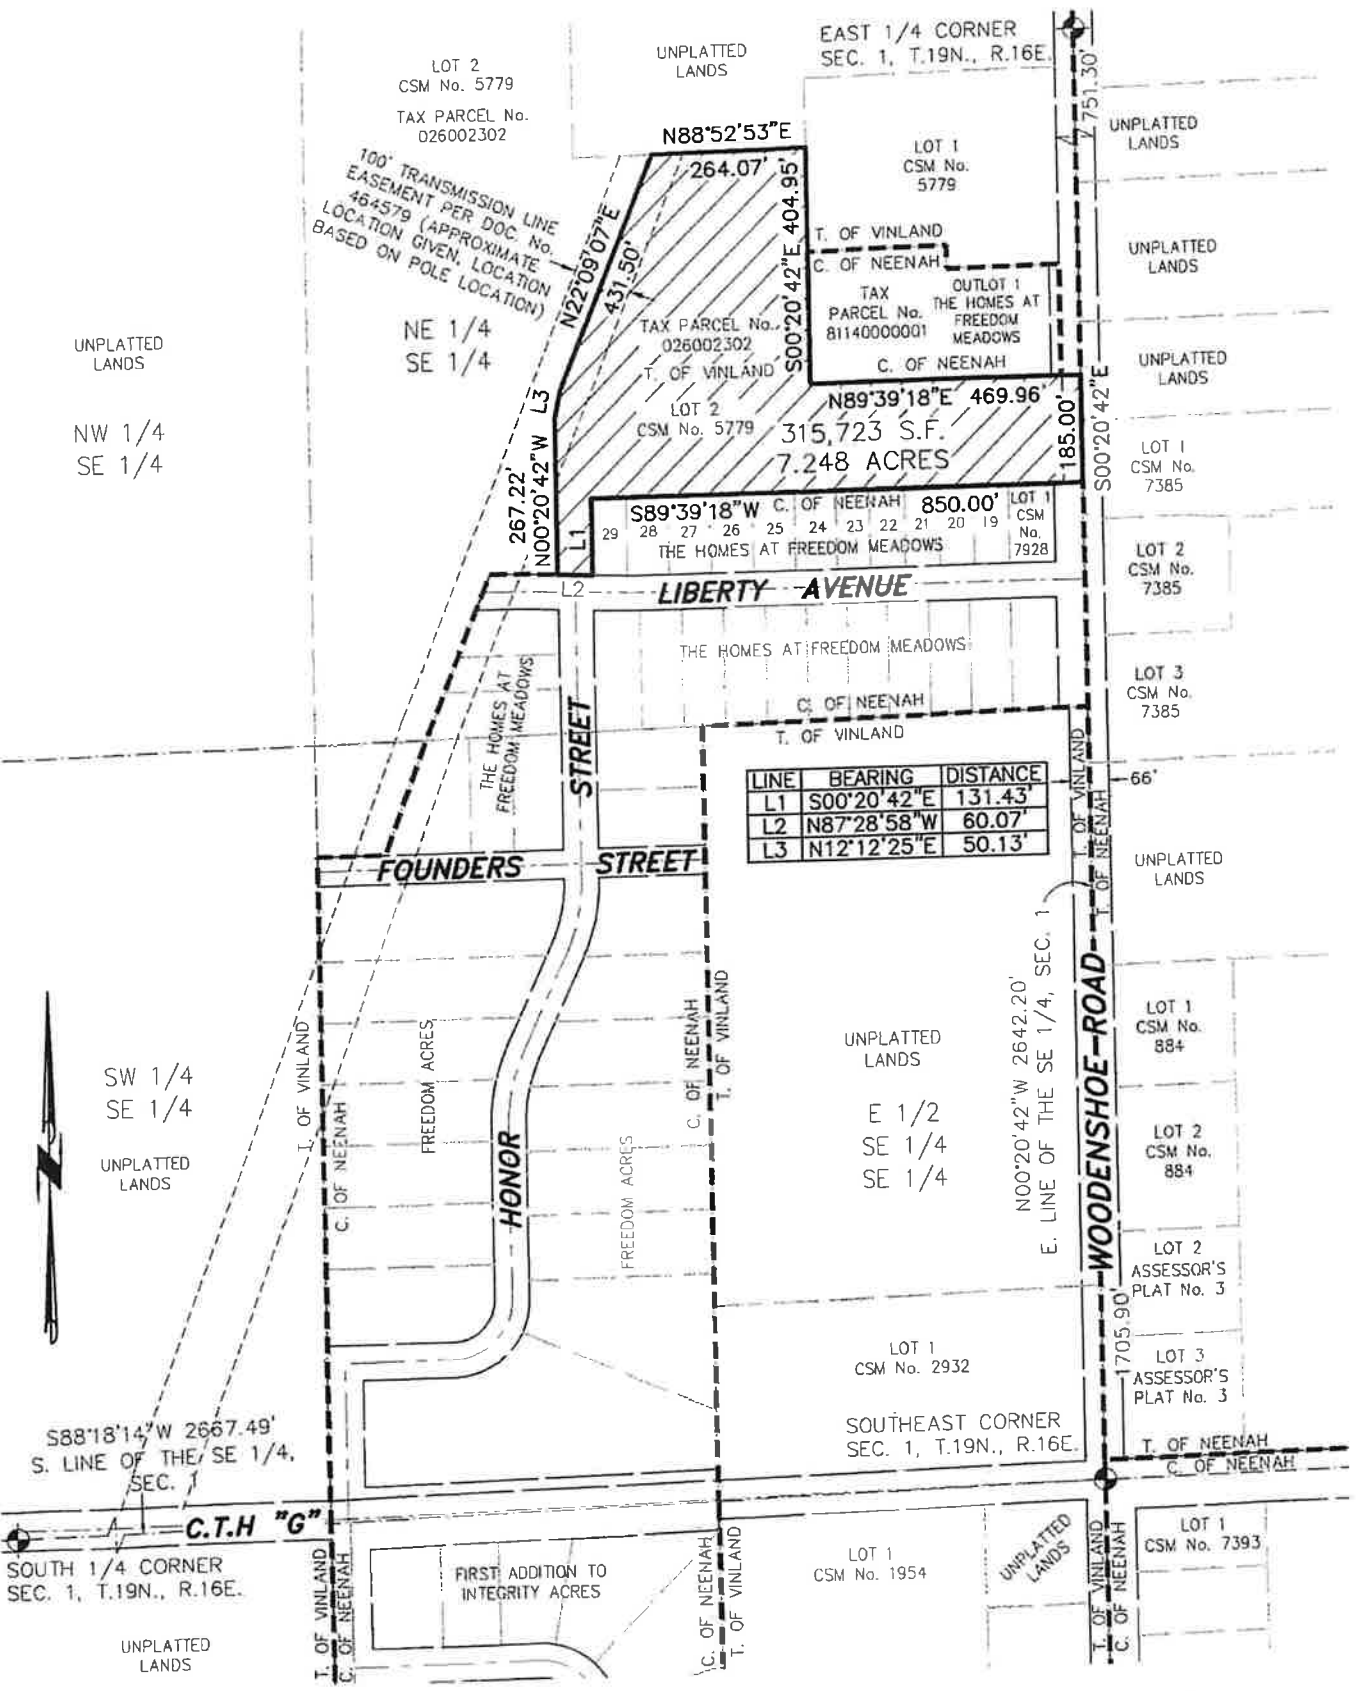 EAST 1/4 CORNER
SEC. 1, T.19N., R.16E.
UNPLATTED
LANDS
LOT 2
CSM No. 5779
TAX PARCEL No.
026002302
751.30'
UNPLATTED
LANDS
N88°52'53"E
264.07'
LOT 1
CSM No.
5779
100' TRANSMISSION LINE
EASEMENT PER DOC. No.
464579 (APPROXIMATE
LOCATION GIVEN, LOCATION
BASED ON POLE LOCATION)
N22°09'07"E
431.50'
S00°20'42"E 404.95'
T. OF VINLAND
C. OF NEENAH
TAX
PARCEL No.
81140000001
OUTLOT 1
THE HOMES AT
FREEDOM
MEADOWS
C. OF NEENAH
UNPLATTED
LANDS
UNPLATTED
LANDS
NE 1/4
SE 1/4
UNPLATTED
LANDS
NW 1/4
SE 1/4
TAX PARCEL No.
026002302
T. OF VINLAND
LOT 2
CSM No. 5779
N89°39'18"E 469.96'
315,723 S.F.
7.248 ACRES
185.00'
S00°20'42"E
LOT 1
CSM No.
7385
L3
267.22'
N00°20'42"W
L1
S89°39'18"W C. OF NEENAH 850.00'
29 28 27 26 25 24 23 22 21 20 19
THE HOMES AT FREEDOM MEADOWS
LOT 1
CSM
No.
7928
LOT 2
CSM No.
7385
L2
LIBERTY AVENUE
THE HOMES AT FREEDOM MEADOWS
C. OF NEENAH
T. OF VINLAND
LOT 3
CSM No.
7385
THE HOMES AT
FREEDOM MEADOWS
STREET
LINE BEARING DISTANCE
L1 S00°20'42"E 131.43'
L2 N87°28'58"W 60.07'
L3 N12°12'25"E 50.13'
T. OF VINLAND
66'
T. OF VINLAND
T. OF NEENAH
UNPLATTED
LANDS
FOUNDERS STREET
N00°20'42"W 2642.20'
E. LINE OF THE SE 1/4, SEC. 1
WOODENSHOE ROAD
LOT 1
CSM No.
884
SW 1/4
SE 1/4
UNPLATTED
LANDS
T. OF VINLAND
C. OF NEENAH
FREEDOM ACRES
HONOR
FREEDOM ACRES
C. OF NEENAH
T. OF VINLAND
UNPLATTED
LANDS
E 1/2
SE 1/4
SE 1/4
LOT 2
CSM No.
884
LOT 2
ASSESSOR'S
PLAT No. 3
1705.90'
LOT 1
CSM No. 2932
LOT 3
ASSESSOR'S
PLAT No. 3
S88°18'14"W 2667.49'
S. LINE OF THE SE 1/4,
SEC. 1
SOUTHEAST CORNER
SEC. 1, T.19N., R.16E.
T. OF NEENAH
C. OF NEENAH
C.T.H "G"
SOUTH 1/4 CORNER
SEC. 1, T.19N., R.16E.
UNPLATTED
LANDS
T. OF VINLAND
C. OF NEENAH
FIRST ADDITION TO
INTEGRITY ACRES
C. OF NEENAH
T. OF VINLAND
LOT 1
CSM No. 1954
UNPLATTED
LANDS
T. OF VINLAND
C. OF NEENAH
LOT 1
CSM No. 7393